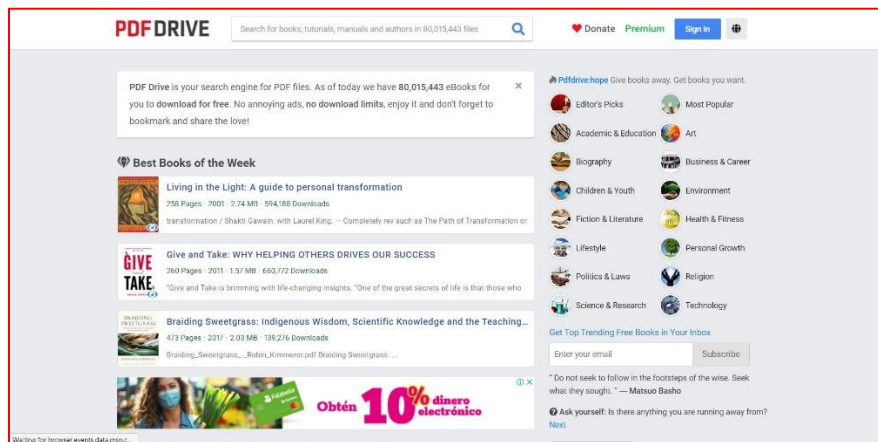 PDFDRIVE
Search for books, tutorials, manuals and authors in 80,015,443 files
Donate Premium Sign In
PDF Drive is your search engine for PDF files. As of today we have 80,015,443 eBooks for
you to download for free. No annoying ads, no download limits, enjoy it and don't forget to
bookmark and share the love!
Best Books of the Week
Living in the Light: A guide to personal transformation
258 Pages · 2001 · 2.74 MB · 594,188 Downloads
transformation / Shakti Gawain, with Laurel King. -- Completely rev such as The Path of Transformation or
GIVE
AND
TAKE.
Give and Take: WHY HELPING OTHERS DRIVES OUR SUCCESS
260 Pages · 2011 · 1.57 MB · 660,772 Downloads
"Give and Take is brimming with life-changing insights. "One of the great secrets of life is that those who
BRAIDING
SWEETGRASS
Braiding Sweetgrass: Indigenous Wisdom, Scientific Knowledge and the Teaching...
473 Pages · 2017 · 2.03 MB · 139,276 Downloads
Braiding_Sweetgrass_-_Robin_Kimmerer.pdf Braiding Sweetgrass ...
Falabella
Obtén 10% dinero
electrónico
Pdfdrive:hope Give books away. Get books you want.
Editor's Picks Most Popular
Academic & Education Art
Biography Business & Career
Children & Youth Environment
Fiction & Literature Health & Fitness
Lifestyle Personal Growth
Politics & Laws Religion
Science & Research Technology
Get Top Trending Free Books in Your Inbox
Enter your email Subscribe
" Do not seek to follow in the footsteps of the wise. Seek
what they sought. " — Matsuo Basho
Ask yourself: Is there anything you are running away from?
Next
Waiting for browser.events.data.msn.c...